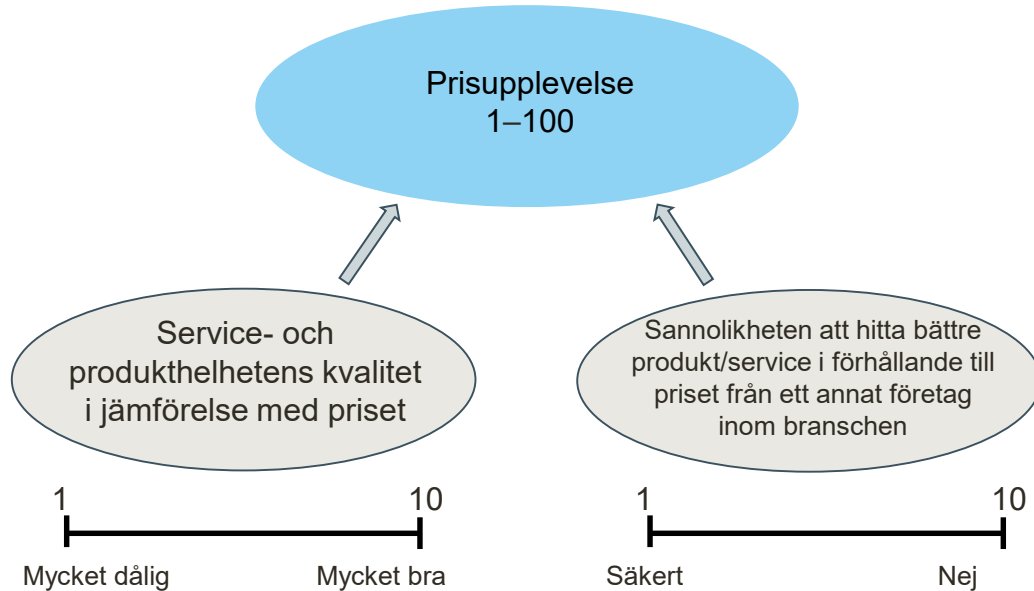 Prisupplevelse
1–100
Service- och
produkthelhetens kvalitet
i jämförelse med priset
Sannolikheten att hitta bättre
produkt/service i förhållande till
priset från ett annat företag
inom branschen
1
10
Mycket dålig
Mycket bra
1
10
Säkert
Nej